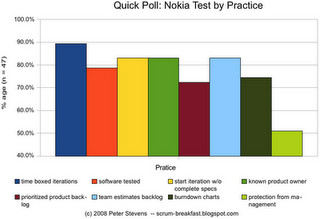 Quick Poll: Nokia Test by Practice
% age (n = 47)
100.0%
90.0%
80.0%
70.0%
60.0%
50.0%
40.0%
Pratice
time boxed iterations
software tested
start iteration w/o complete specs
known product owner
prioritized product back-log
team estimates backlog
burndown charts
protection from ma-nagement
(c) 2008 Peter Stevens -- scrum-breakfast.blogspot.com